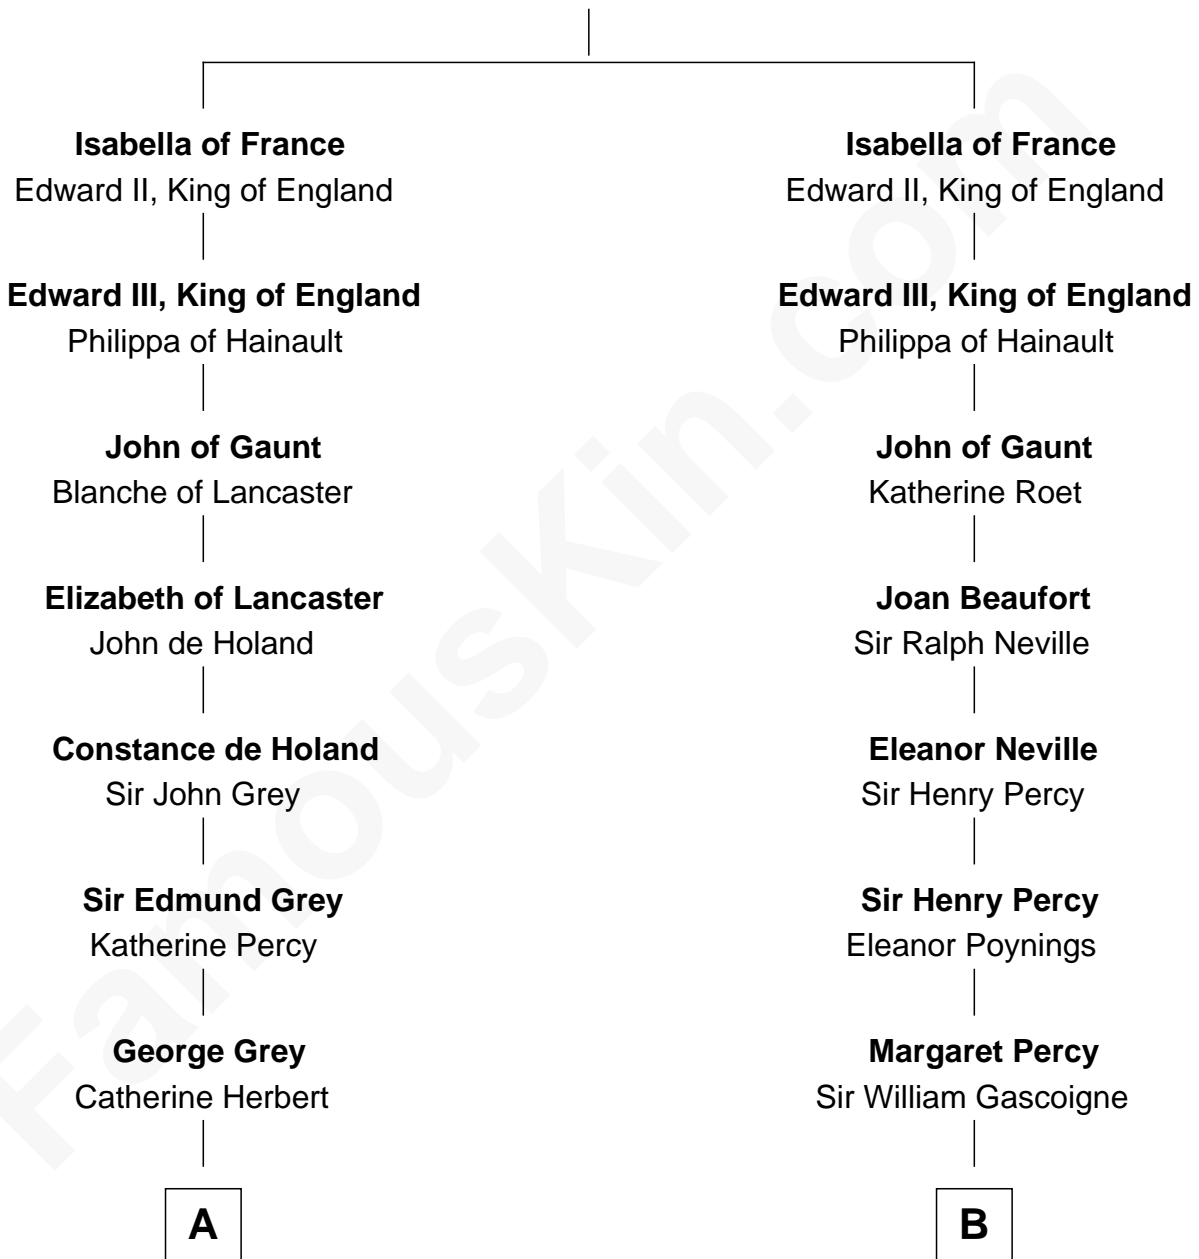 Isabella of France
Edward II, King of England
Edward III, King of England
Philippa of Hainault
John of Gaunt
Blanche of Lancaster
Elizabeth of Lancaster
John de Holand
Constance de Holand
Sir John Grey
Sir Edmund Grey
Katherine Percy
George Grey
Catherine Herbert
A
Isabella of France
Edward II, King of England
Edward III, King of England
Philippa of Hainault
John of Gaunt
Katherine Roet
Joan Beaufort
Sir Ralph Neville
Eleanor Neville
Sir Henry Percy
Sir Henry Percy
Eleanor Poynings
Margaret Percy
Sir William Gascoigne
B
FamousKin.com